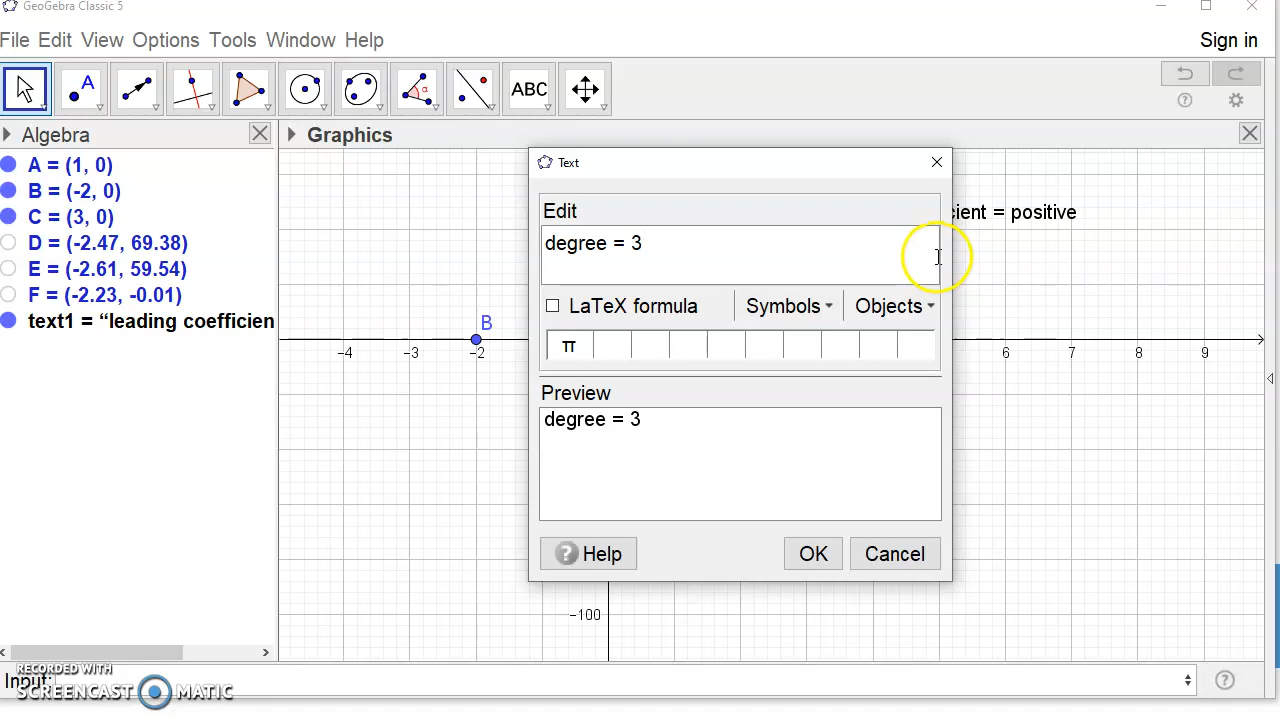 GeoGebra Classic 5
File Edit View Options Tools Window Help
Sign in
A
α
ABC
Algebra
Graphics
A = (1, 0)
B = (-2, 0)
C = (3, 0)
D = (-2.47, 69.38)
E = (-2.61, 59.54)
F = (-2.23, -0.01)
text1 = “leading coefficien
Text
Edit
degree = 3
LaTeX formula Symbols Objects
π
Preview
degree = 3
? Help OK Cancel
cient = positive
B
−4 −3 −2 6 7 8 9
−100
Input:
RECORDED WITH
SCREENCAST MATIC